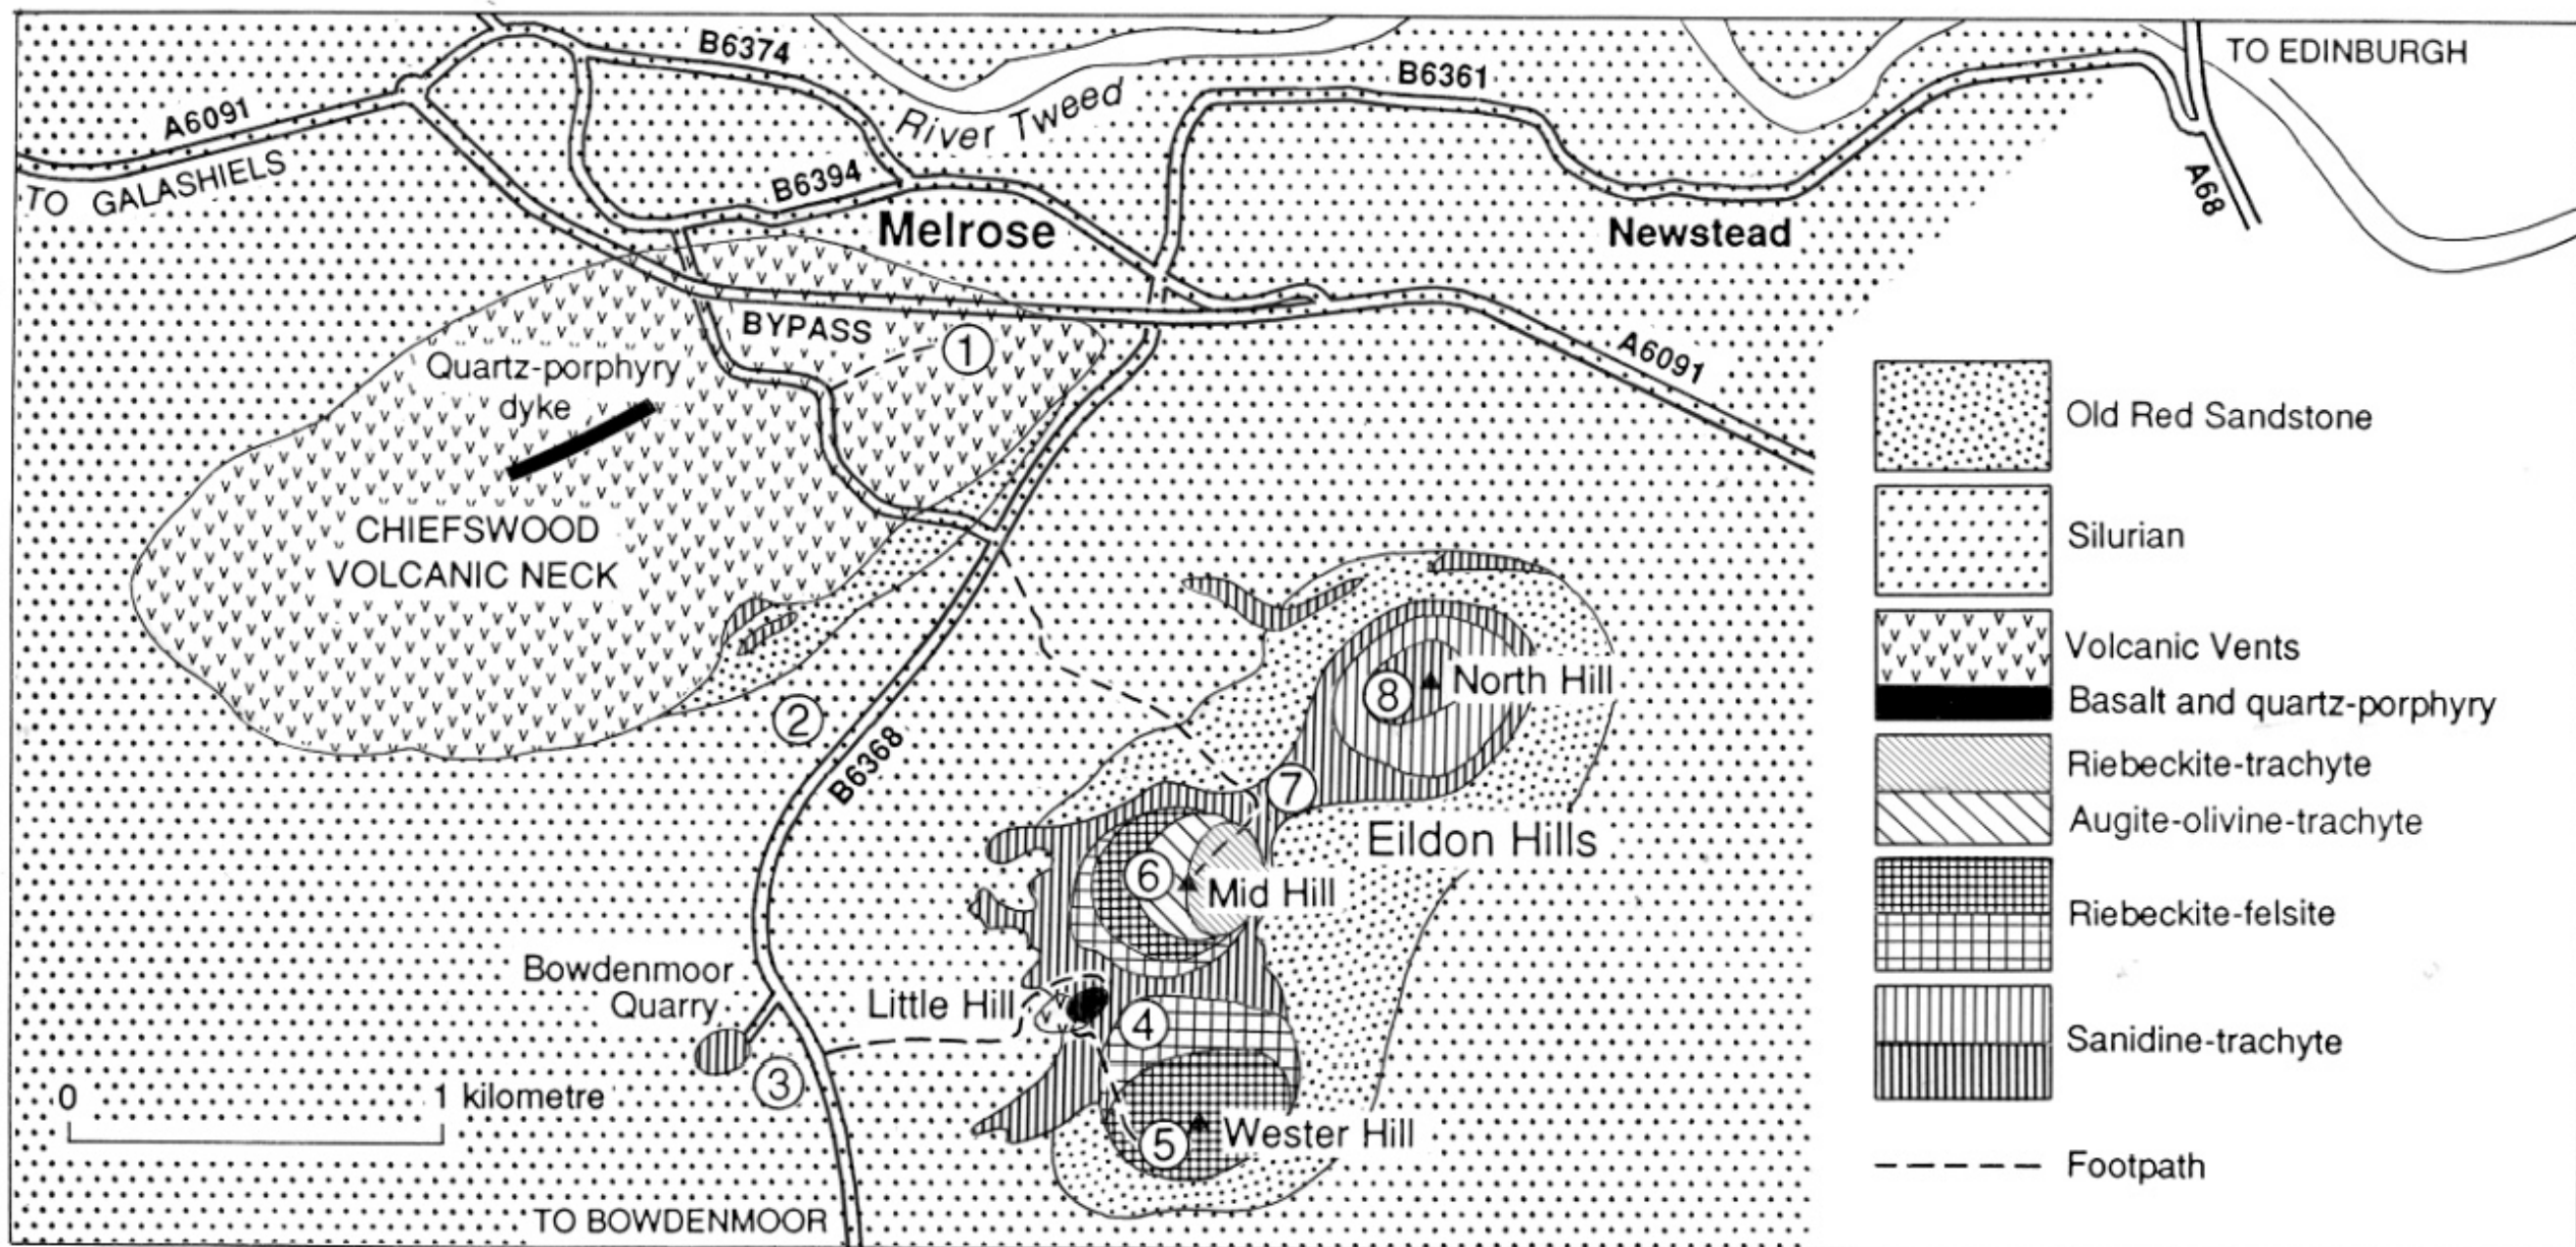 B6374
B6361
TO EDINBURGH
A6091
River Tweed
TO GALASHIELS
B6394
A68
Melrose
Newstead
BYPASS
1
A6091
Quartz-porphyry
dyke
CHIEFSWOOD
VOLCANIC NECK
2
B6368
8
North Hill
7
Eildon Hills
6
Mid Hill
Bowdenmoor
Quarry
Little Hill
4
3
5
Wester Hill
0
1 kilometre
TO BOWDENMOOR
Old Red Sandstone
Silurian
Volcanic Vents
Basalt and quartz-porphyry
Riebeckite-trachyte
Augite-olivine-trachyte
Riebeckite-felsite
Sanidine-trachyte
Footpath